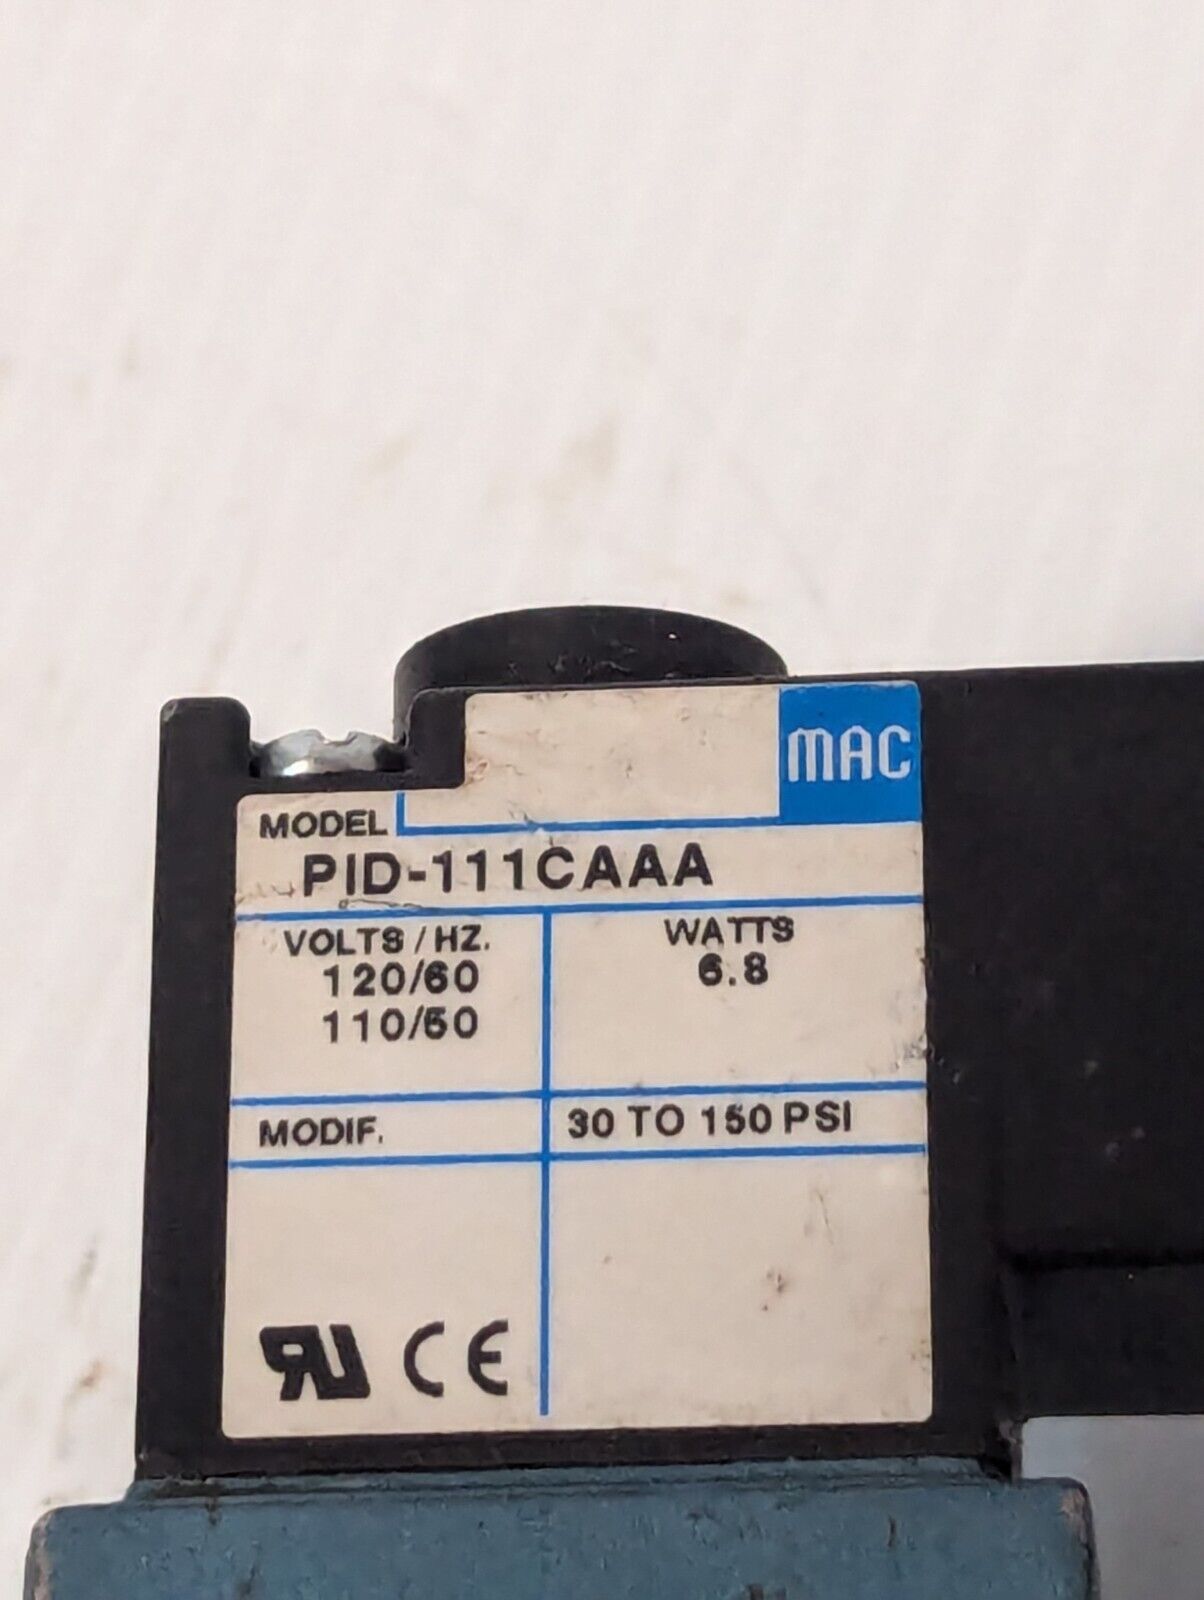 MAC
MODEL
PID-111CAAA
VOLTS/HZ.
120/60
110/50
WATTS
6.8
MODIF.
30 TO 150 PSI
RU CE